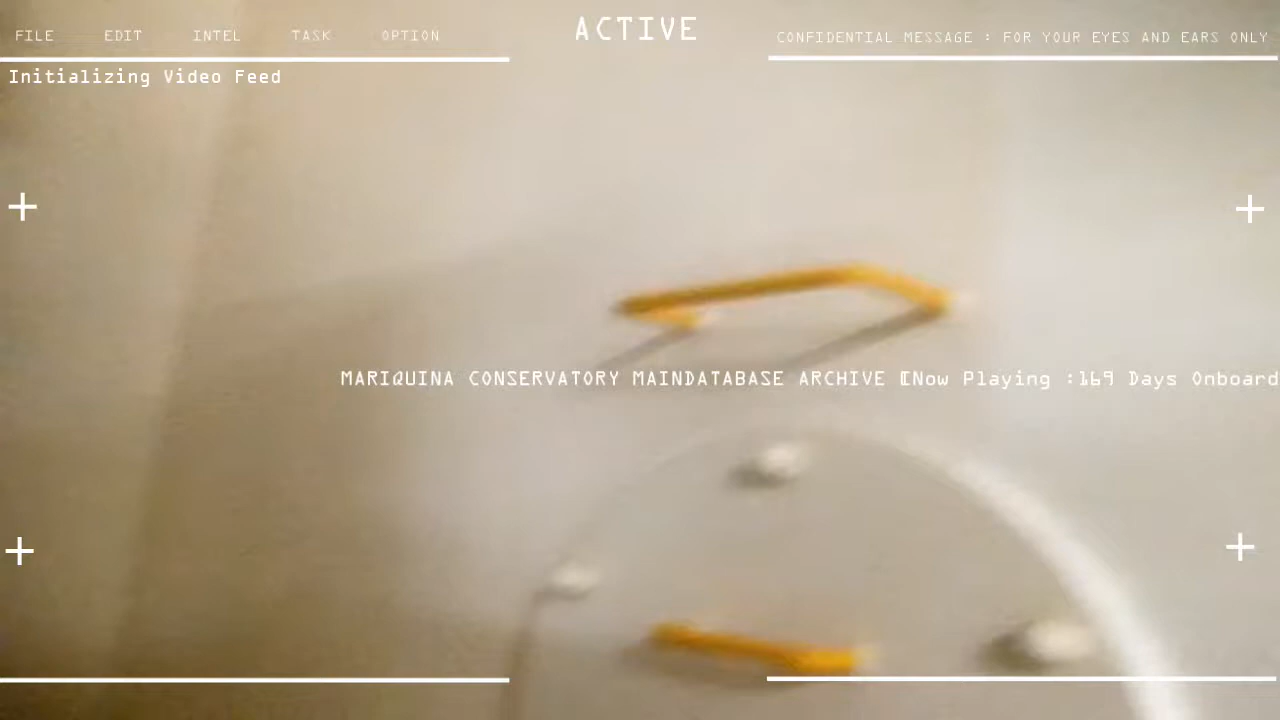 FILE EDIT INTEL TASK OPTION
ACTIVE
CONFIDENTIAL MESSAGE : FOR YOUR EYES AND EARS ONLY
Initializing Video Feed
MARIQUINA CONSERVATORY MAINDATABASE ARCHIVE Now Playing :169 Days Onboard